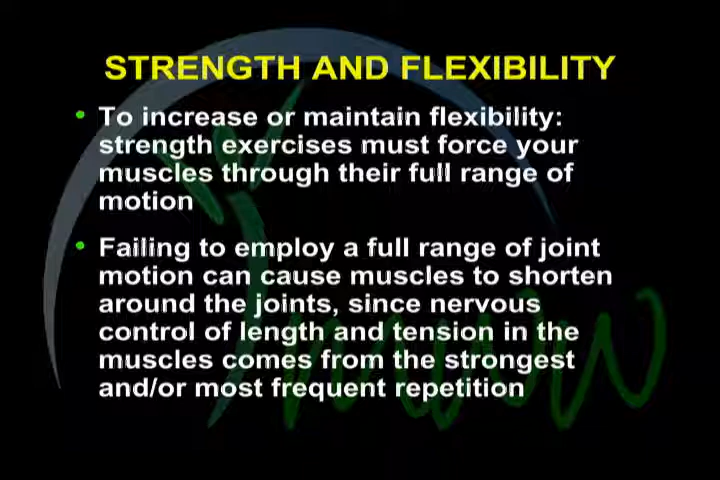 STRENGTH AND FLEXIBILITY
• To increase or maintain flexibility:
strength exercises must force your
muscles through their full range of
motion
• Failing to employ a full range of joint
motion can cause muscles to shorten
around the joints, since nervous
control of length and tension in the
muscles comes from the strongest
and/or most frequent repetition